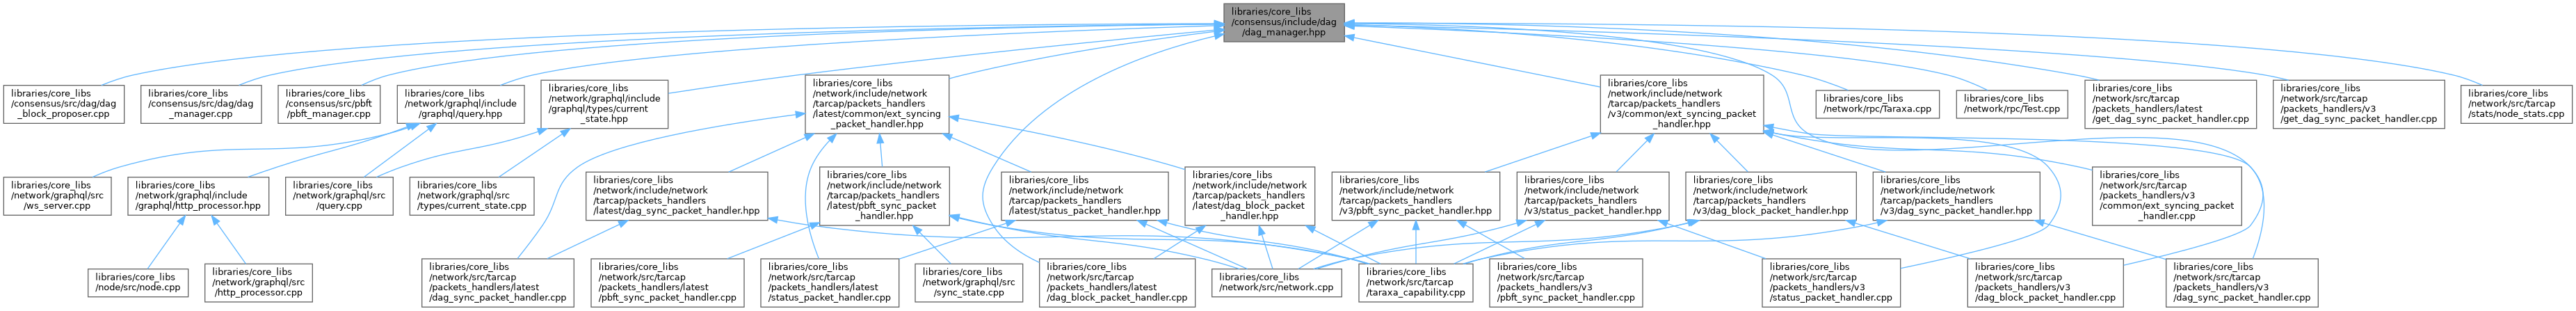 libraries/core_libs
/consensus/include/dag
/dag_manager.hpp
libraries/core_libs
/consensus/src/dag/dag
_block_proposer.cpp
libraries/core_libs
/consensus/src/dag/dag
_manager.cpp
libraries/core_libs
/consensus/src/pbft
/pbft_manager.cpp
libraries/core_libs
/network/graphql/include
/graphql/query.hpp
libraries/core_libs
/network/graphql/include
/graphql/types/current
_state.hpp
libraries/core_libs
/network/include/network
/tarcap/packets_handlers
/latest/common/ext_syncing
_packet_handler.hpp
libraries/core_libs
/network/include/network
/tarcap/packets_handlers
/v3/common/ext_syncing_packet
_handler.hpp
libraries/core_libs
/network/rpc/Taraxa.cpp
libraries/core_libs
/network/rpc/Test.cpp
libraries/core_libs
/network/src/tarcap
/packets_handlers/latest
/get_dag_sync_packet_handler.cpp
libraries/core_libs
/network/src/tarcap
/packets_handlers/v3
/get_dag_sync_packet_handler.cpp
libraries/core_libs
/network/src/tarcap
/stats/node_stats.cpp
libraries/core_libs
/network/graphql/src
/ws_server.cpp
libraries/core_libs
/network/graphql/include
/graphql/http_processor.hpp
libraries/core_libs
/network/graphql/src
/query.cpp
libraries/core_libs
/network/graphql/src
/types/current_state.cpp
libraries/core_libs
/network/include/network
/tarcap/packets_handlers
/latest/dag_sync_packet_handler.hpp
libraries/core_libs
/network/include/network
/tarcap/packets_handlers
/latest/pbft_sync_packet
_handler.hpp
libraries/core_libs
/network/include/network
/tarcap/packets_handlers
/latest/status_packet_handler.hpp
libraries/core_libs
/network/include/network
/tarcap/packets_handlers
/latest/dag_block_packet
_handler.hpp
libraries/core_libs
/network/include/network
/tarcap/packets_handlers
/v3/pbft_sync_packet_handler.hpp
libraries/core_libs
/network/include/network
/tarcap/packets_handlers
/v3/status_packet_handler.hpp
libraries/core_libs
/network/include/network
/tarcap/packets_handlers
/v3/dag_block_packet_handler.hpp
libraries/core_libs
/network/include/network
/tarcap/packets_handlers
/v3/dag_sync_packet_handler.hpp
libraries/core_libs
/network/src/tarcap
/packets_handlers/v3
/common/ext_syncing_packet
_handler.cpp
libraries/core_libs
/node/src/node.cpp
libraries/core_libs
/network/graphql/src
/http_processor.cpp
libraries/core_libs
/network/src/tarcap
/packets_handlers/latest
/dag_sync_packet_handler.cpp
libraries/core_libs
/network/src/tarcap
/packets_handlers/latest
/pbft_sync_packet_handler.cpp
libraries/core_libs
/network/src/tarcap
/packets_handlers/latest
/status_packet_handler.cpp
libraries/core_libs
/network/graphql/src
/sync_state.cpp
libraries/core_libs
/network/src/tarcap
/packets_handlers/latest
/dag_block_packet_handler.cpp
libraries/core_libs
/network/src/network.cpp
libraries/core_libs
/network/src/tarcap
/taraxa_capability.cpp
libraries/core_libs
/network/src/tarcap
/packets_handlers/v3
/pbft_sync_packet_handler.cpp
libraries/core_libs
/network/src/tarcap
/packets_handlers/v3
/status_packet_handler.cpp
libraries/core_libs
/network/src/tarcap
/packets_handlers/v3
/dag_block_packet_handler.cpp
libraries/core_libs
/network/src/tarcap
/packets_handlers/v3
/dag_sync_packet_handler.cpp